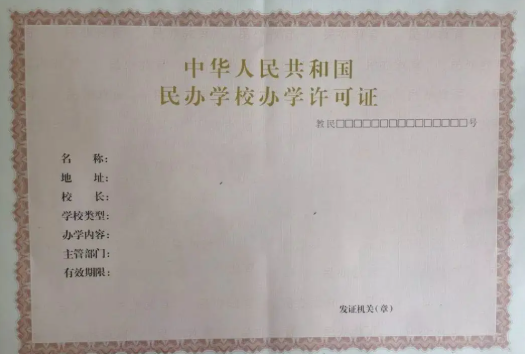 中华人民共和国
民办学校办学许可证
教民□□□□□□□□□□□□□□□号
名 称:
地 址:
校 长:
学校类型:
办学内容:
主管部门:
有效期限:
发证机关(章)